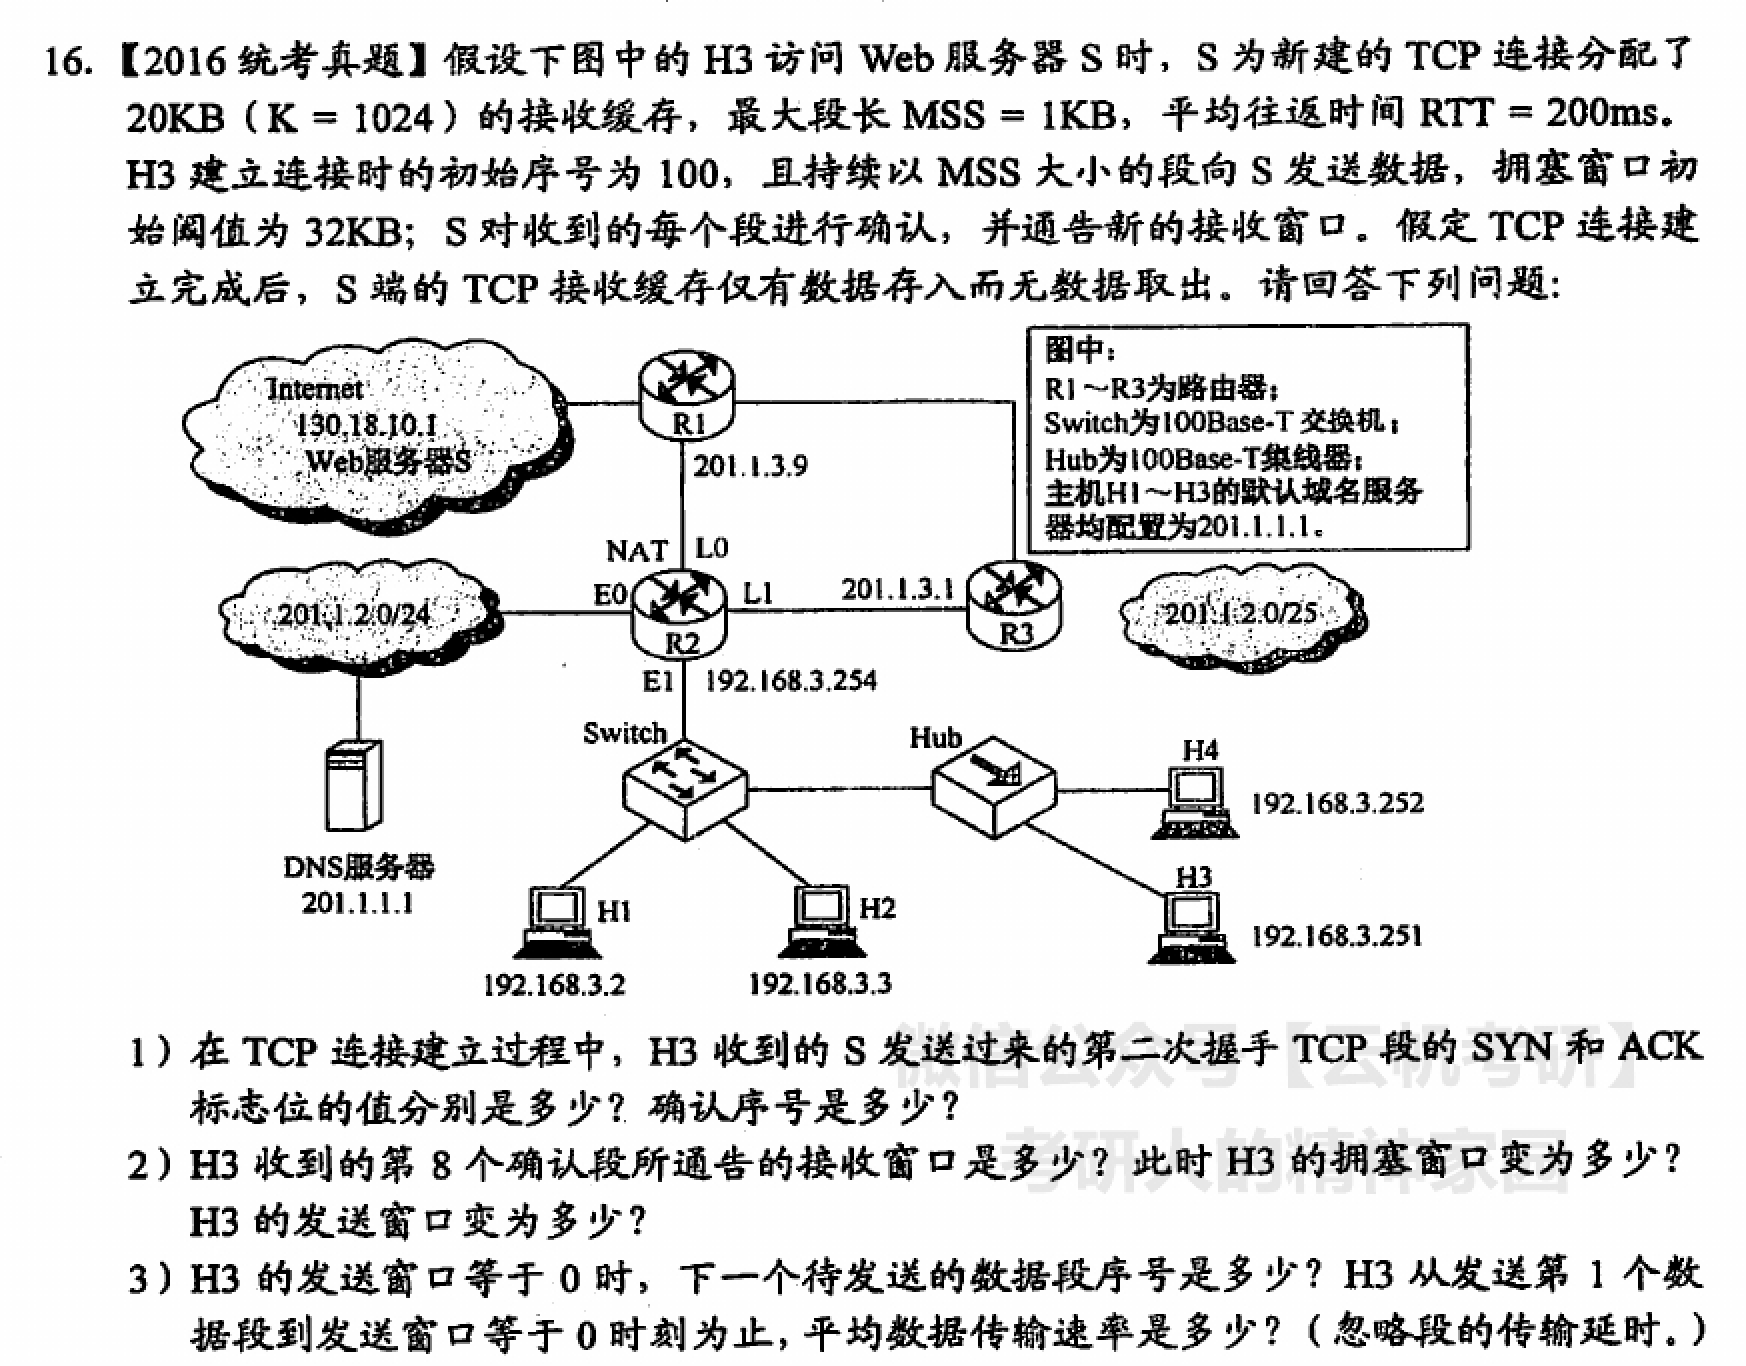 16.【2016 统考真题】假设下图中的 H3 访问 Web 服务器 S 时，S 为新建的 TCP 连接分配了
20KB（K = 1024）的接收缓存，最大段长 MSS = 1KB，平均往返时间 RTT = 200ms。
H3 建立连接时的初始序号为 100，且持续以 MSS 大小的段向 S 发送数据，拥塞窗口初
始阈值为 32KB；S 对收到的每个段进行确认，并通告新的接收窗口。假定 TCP 连接建
立完成后，S 端的 TCP 接收缓存仅有数据存入而无数据取出。请回答下列问题：
图中：
R1～R3为路由器；
Switch为100Base-T 交换机；
Hub为100Base-T集线器；
主机H1～H3的默认域名服务
器均配置为201.1.1.1。
Internet
130.18.10.1
Web服务器S
R1
201.1.3.9
NAT
L0
201.1.2.0/24
E0
R2
L1
201.1.3.1
R3
201.1.2.0/25
E1
192.168.3.254
Switch
Hub
H4
192.168.3.252
DNS服务器
201.1.1.1
H1
192.168.3.2
H2
192.168.3.3
H3
192.168.3.251
1）在 TCP 连接建立过程中，H3 收到的 S 发送过来的第二次握手 TCP 段的 SYN 和 ACK
标志位的值分别是多少？确认序号是多少？
2）H3 收到的第 8 个确认段所通告的接收窗口是多少？此时 H3 的拥塞窗口变为多少？
H3 的发送窗口变为多少？
3）H3 的发送窗口等于 0 时，下一个待发送的数据段序号是多少？H3 从发送第 1 个数
据段到发送窗口等于 0 时刻为止，平均数据传输速率是多少？（忽略段的传输延时。）
微信公众号【云机考研】
考研人的精神家园